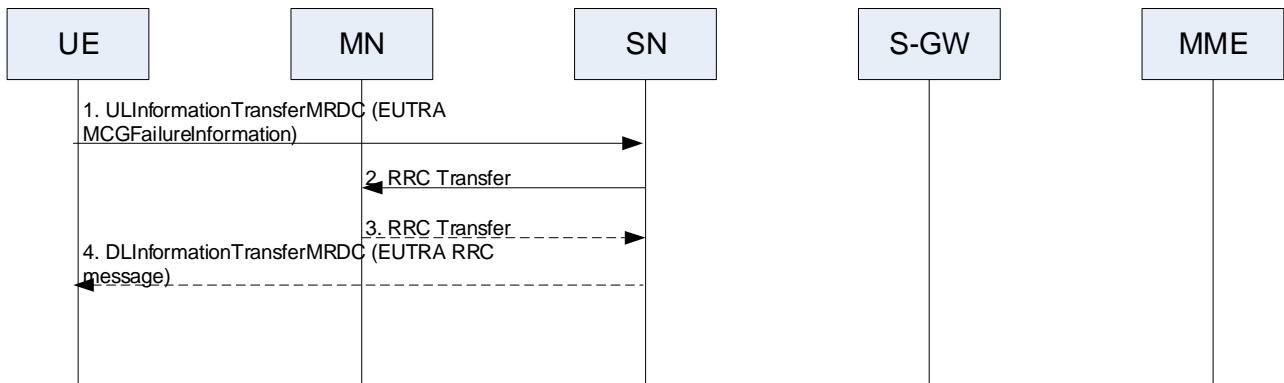 UE
MN
SN
S-GW
MME
1. ULInformationTransferMRDC (EUTRA
MCGFailureInformation)
2. RRC Transfer
3. RRC Transfer
4. DLInformationTransferMRDC (EUTRA RRC
message)